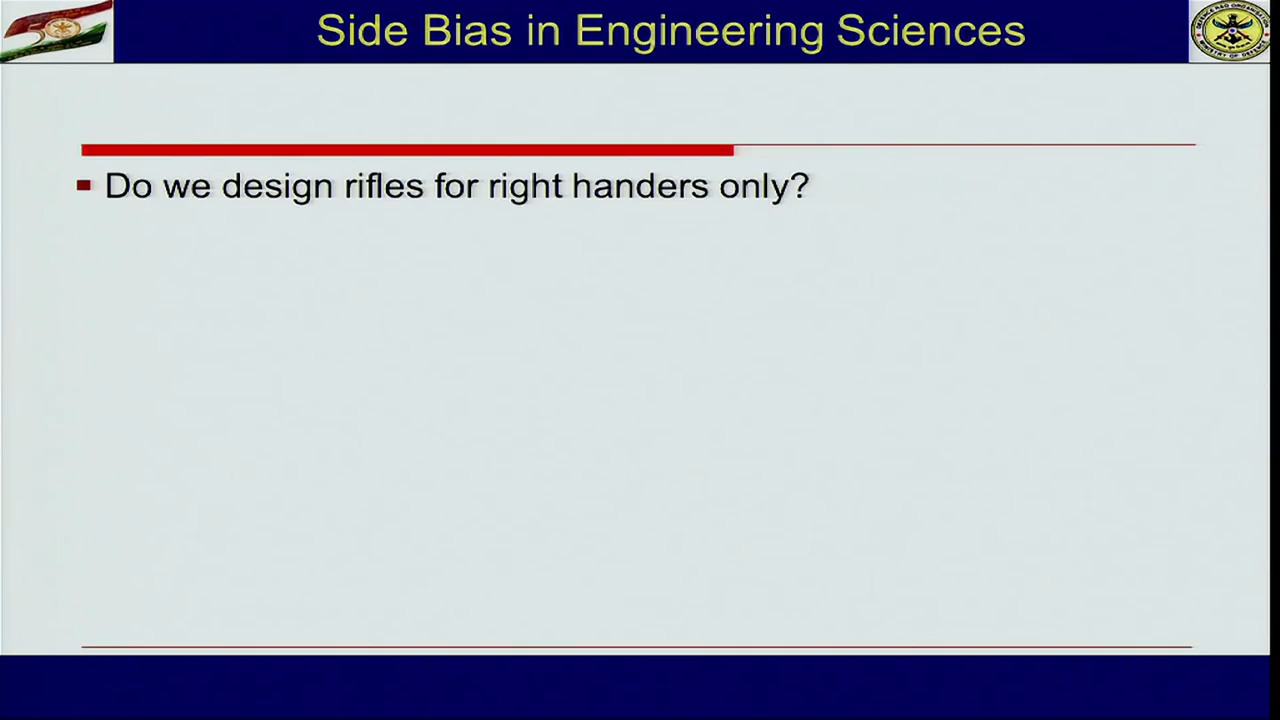 Side Bias in Engineering Sciences
Do we design rifles for right handers only?